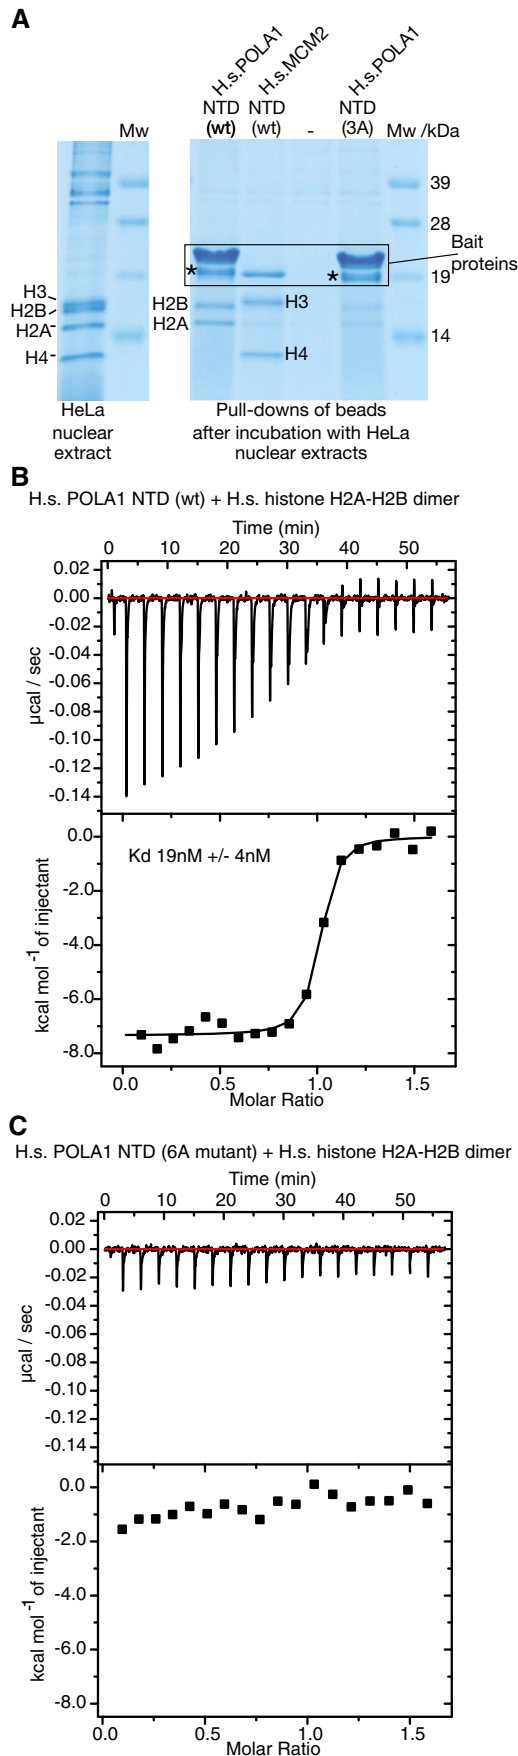 A
H.s.POLA1
H.s.MCM2
H.s.POLA1
NTD NTD NTD
Mw (wt) (wt) - (3A) Mw /kDa
39
28
Bait
proteins
* * 19
H3
H2B
H2A
H4
H2B H3
H2A
14
H4
HeLa
nuclear
extract
Pull-downs of beads
after incubation with HeLa
nuclear extracts
B
H.s. POLA1 NTD (wt) + H.s. histone H2A-H2B dimer
Time (min)
0 10 20 30 40 50
0.02
0.00
-0.02
-0.04
-0.06
-0.08
-0.10
-0.12
-0.14
µcal / sec
Kd 19nM +/- 4nM
0.0
-2.0
-4.0
-6.0
-8.0
kcal mol-1 of injectant
0.0 0.5 1.0 1.5
Molar Ratio
C
H.s. POLA1 NTD (6A mutant) + H.s. histone H2A-H2B dimer
Time (min)
0 10 20 30 40 50
0.02
0.00
-0.02
-0.04
-0.06
-0.08
-0.10
-0.12
-0.14
µcal / sec
0.0
-2.0
-4.0
-6.0
-8.0
kcal mol-1 of injectant
0.0 0.5 1.0 1.5
Molar Ratio